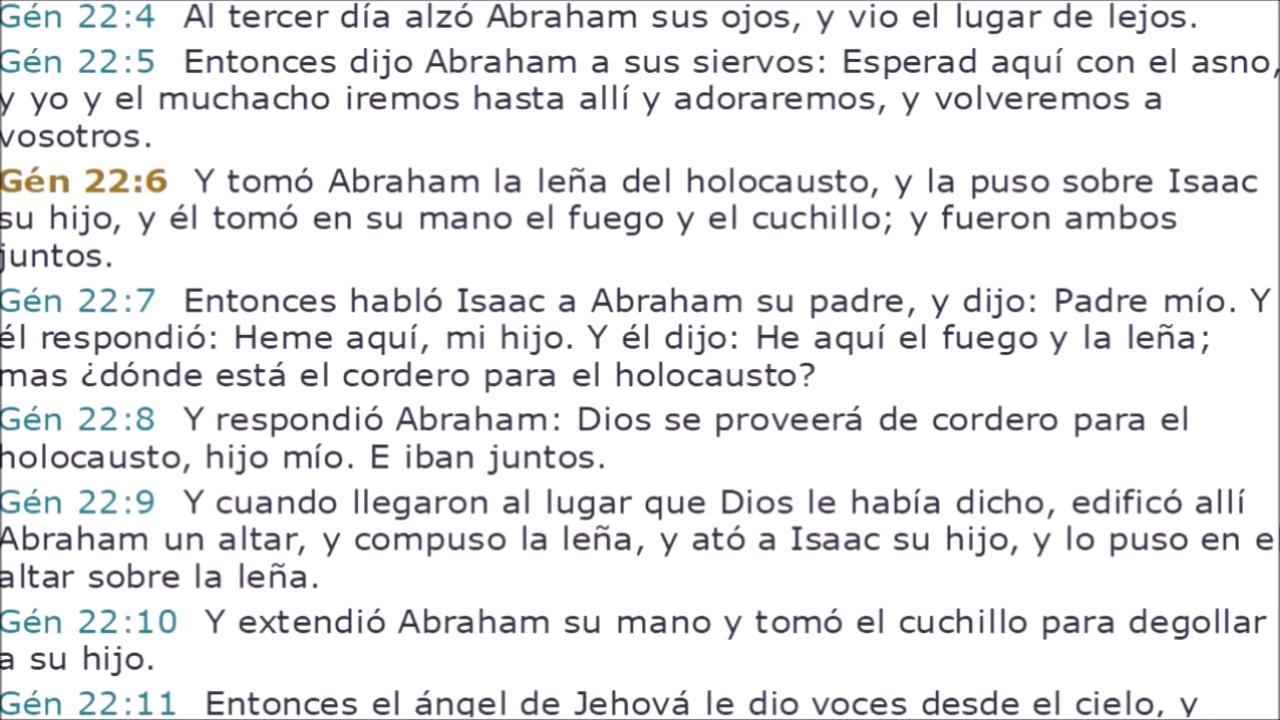 Gén 22:4 Al tercer día alzó Abraham sus ojos, y vio el lugar de lejos.
Gén 22:5 Entonces dijo Abraham a sus siervos: Esperad aquí con el asno,
y yo y el muchacho iremos hasta allí y adoraremos, y volveremos a
vosotros.
Gén 22:6 Y tomó Abraham la leña del holocausto, y la puso sobre Isaac
su hijo, y él tomó en su mano el fuego y el cuchillo; y fueron ambos
juntos.
Gén 22:7 Entonces habló Isaac a Abraham su padre, y dijo: Padre mío. Y
él respondió: Heme aquí, mi hijo. Y él dijo: He aquí el fuego y la leña;
mas ¿dónde está el cordero para el holocausto?
Gén 22:8 Y respondió Abraham: Dios se proveerá de cordero para el
holocausto, hijo mío. E iban juntos.
Gén 22:9 Y cuando llegaron al lugar que Dios le había dicho, edificó allí
Abraham un altar, y compuso la leña, y ató a Isaac su hijo, y lo puso en e
altar sobre la leña.
Gén 22:10 Y extendió Abraham su mano y tomó el cuchillo para degollar
a su hijo.
Gén 22:11 Entonces el ángel de Jehová le dio voces desde el cielo, y